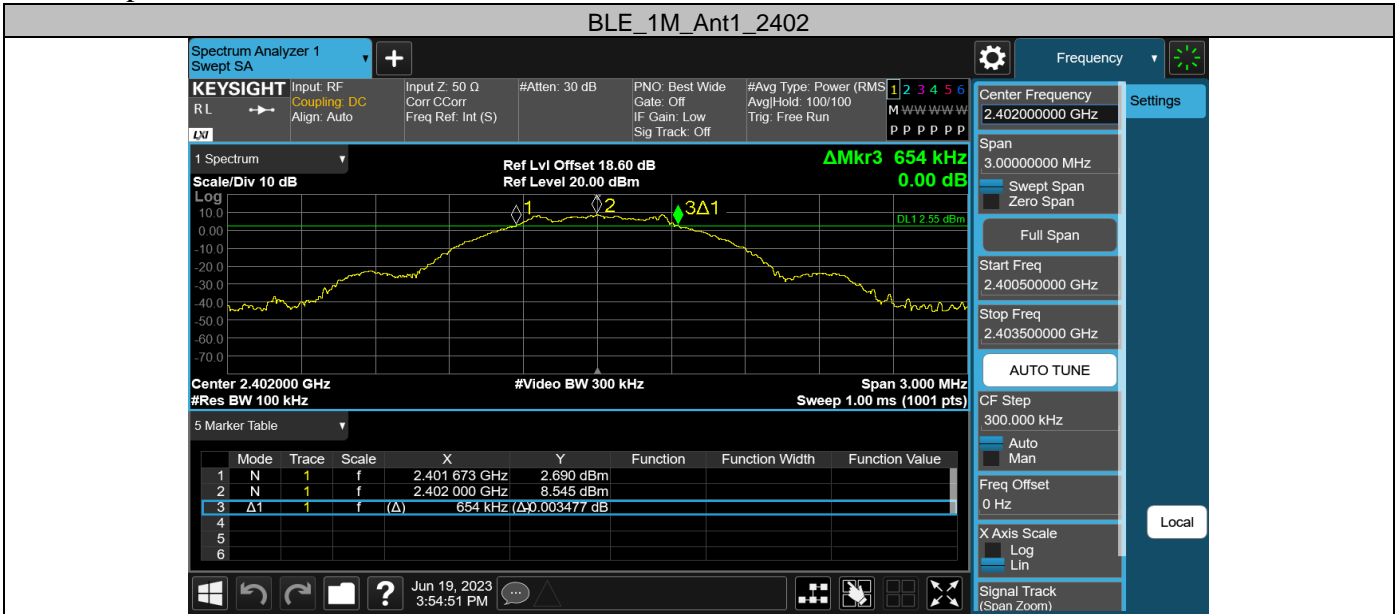 BLE_1M_Ant1_2402
Spectrum Analyzer 1
Swept SA
Frequency
KEYSIGHT
RL
LXI
Input: RF
Coupling: DC
Align: Auto
Input Z: 50 Ω
Corr CCorr
Freq Ref: Int (S)
#Atten: 30 dB
PNO: Best Wide
Gate: Off
IF Gain: Low
Sig Track: Off
#Avg Type: Power (RMS
Avg|Hold: 100/100
Trig: Free Run
1 2 3 4 5 6
M W W W W W
P P P P P P
1 Spectrum
Scale/Div 10 dB
Ref Lvl Offset 18.60 dB
Ref Level 20.00 dBm
ΔMkr3 654 kHz
0.00 dB
Log
10.0
0.00
-10.0
-20.0
-30.0
-40.0
-50.0
-60.0
-70.0
1
2
3Δ1
DL1 2.55 dBm
Center 2.402000 GHz
#Res BW 100 kHz
#Video BW 300 kHz
Span 3.000 MHz
Sweep 1.00 ms (1001 pts)
5 Marker Table
Mode Trace Scale X Y Function Function Width Function Value
1 N 1 f 2.401 673 GHz 2.690 dBm
2 N 1 f 2.402 000 GHz 8.545 dBm
3 Δ1 1 f (Δ) 654 kHz (Δ)-0.003477 dB
4
5
6
Jun 19, 2023
3:54:51 PM
Center Frequency
2.402000000 GHz
Span
3.00000000 MHz
Swept Span
Zero Span
Full Span
Start Freq
2.400500000 GHz
Stop Freq
2.403500000 GHz
AUTO TUNE
CF Step
300.000 kHz
Auto
Man
Freq Offset
0 Hz
X Axis Scale
Log
Lin
Signal Track
(Span Zoom)
Settings
Local